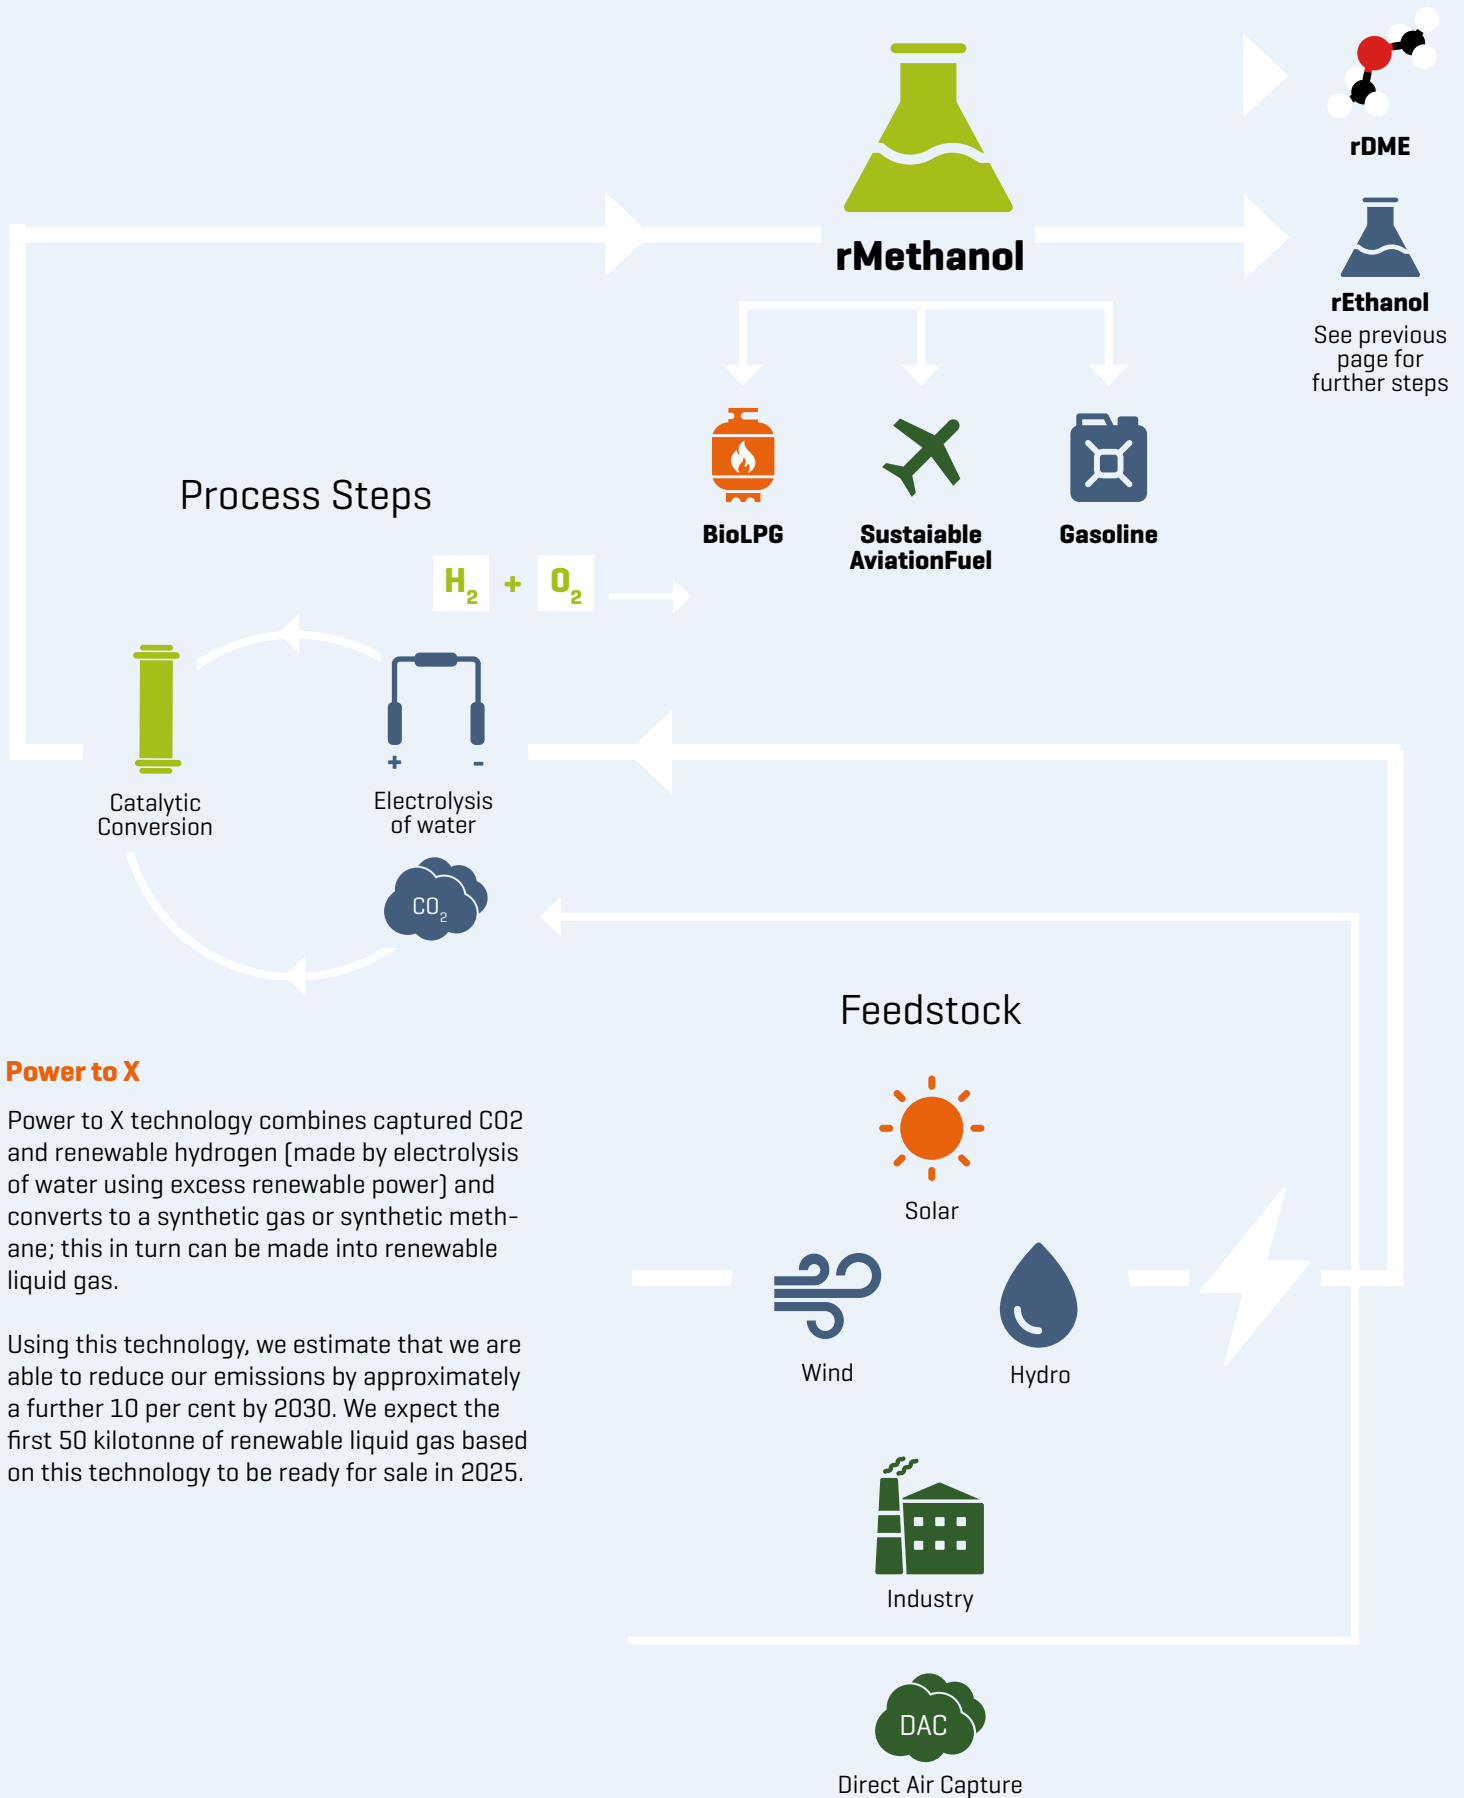 rDME
rMethanol
rEthanol
See previous
page for
further steps
BioLPG
Sustaiable
AviationFuel
Gasoline
Process Steps
H2 + O2
+ -
Catalytic
Conversion
Electrolysis
of water
CO2
Feedstock
Solar
Wind
Hydro
Industry
DAC
Direct Air Capture
Power to X
Power to X technology combines captured CO2
and renewable hydrogen (made by electrolysis
of water using excess renewable power) and
converts to a synthetic gas or synthetic meth-
ane; this in turn can be made into renewable
liquid gas.
Using this technology, we estimate that we are
able to reduce our emissions by approximately
a further 10 per cent by 2030. We expect the
first 50 kilotonne of renewable liquid gas based
on this technology to be ready for sale in 2025.